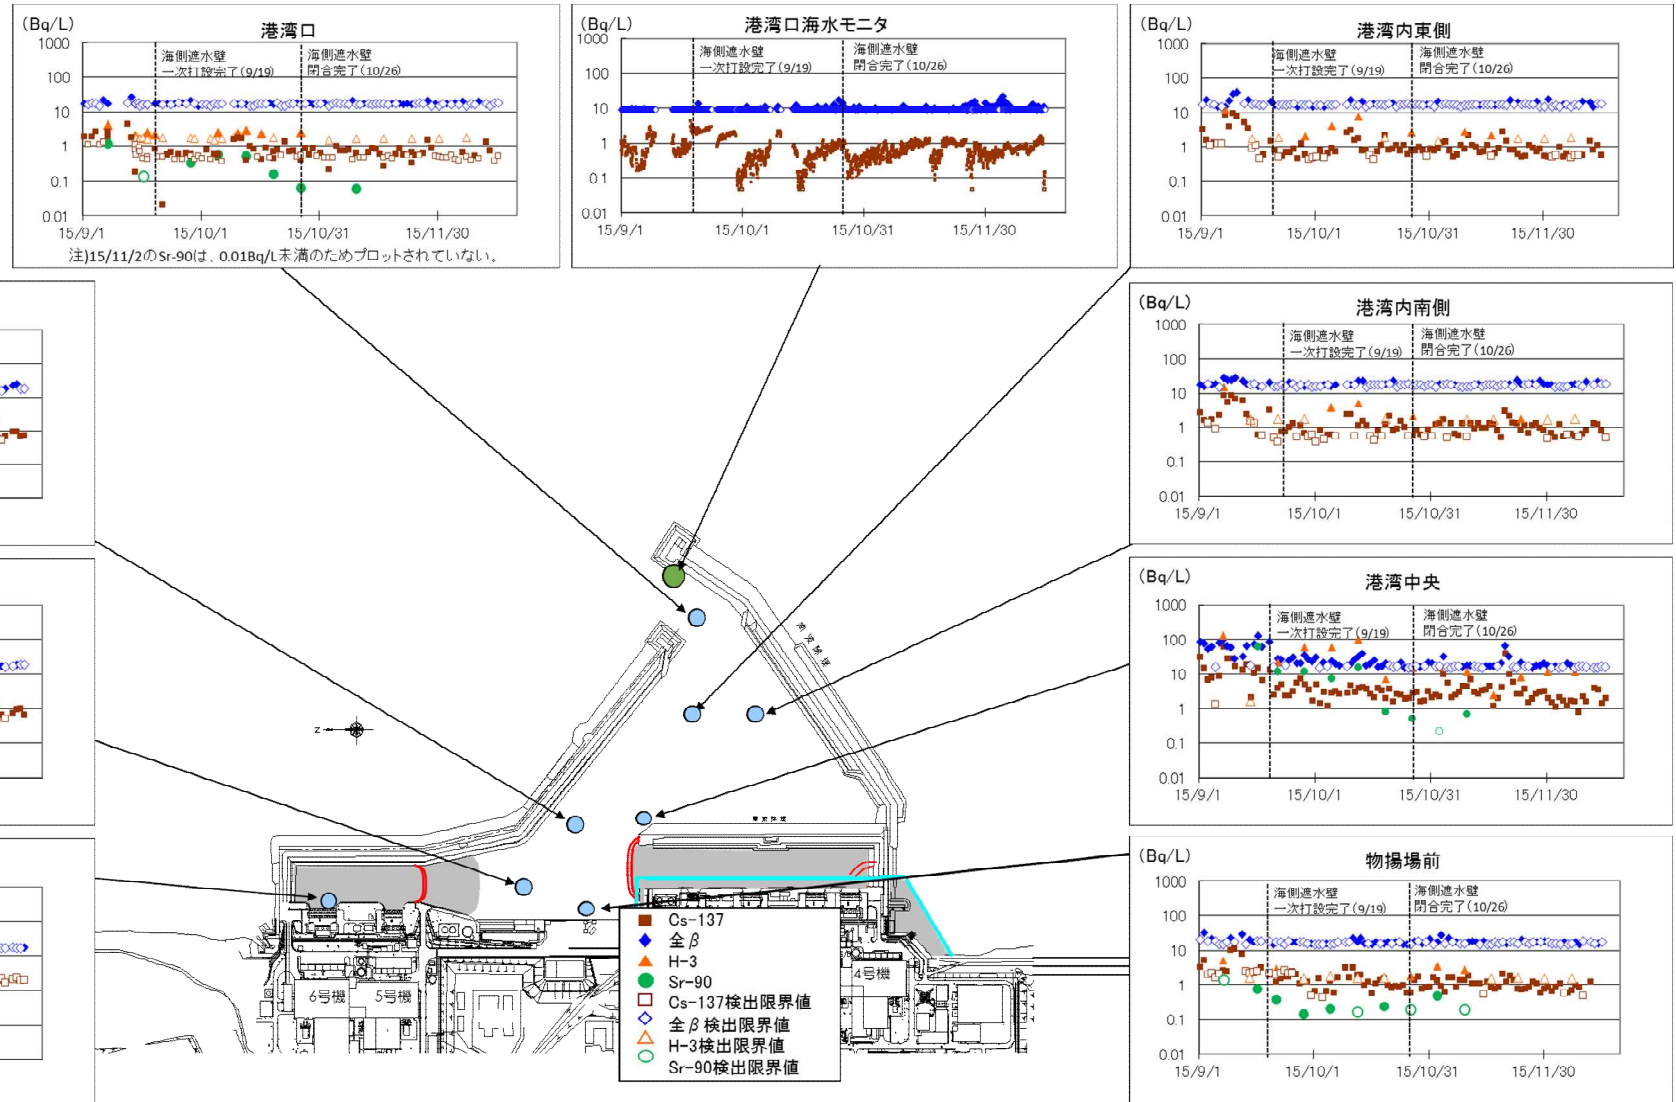 (Bq/L)
港湾口
1000
100
10
1
0.1
0.01
海側遮水壁
一次打設完了(9/19)
海側遮水壁
閉合完了(10/26)
15/9/1
15/10/1
15/10/31
15/11/30
注)15/11/2のSr-90は、0.01Bq/L未満のためプロットされていない。
(Bq/L)
港湾口海水モニタ
1000
100
10
1
0.1
0.01
海側遮水壁
一次打設完了(9/19)
海側遮水壁
閉合完了(10/26)
15/9/1
15/10/1
15/10/31
15/11/30
(Bq/L)
港湾内東側
1000
100
10
1
0.1
0.01
海側遮水壁
一次打設完了(9/19)
海側遮水壁
閉合完了(10/26)
15/9/1
15/10/1
15/10/31
15/11/30
(Bq/L)
港湾内南側
1000
100
10
1
0.1
0.01
海側遮水壁
一次打設完了(9/19)
海側遮水壁
閉合完了(10/26)
15/9/1
15/10/1
15/10/31
15/11/30
(Bq/L)
港湾中央
1000
100
10
1
0.1
0.01
海側遮水壁
一次打設完了(9/19)
海側遮水壁
閉合完了(10/26)
15/9/1
15/10/1
15/10/31
15/11/30
(Bq/L)
物揚場前
1000
100
10
1
0.1
0.01
海側遮水壁
一次打設完了(9/19)
海側遮水壁
閉合完了(10/26)
15/9/1
15/10/1
15/10/31
15/11/30
南防波堤
Z
6号機
5号機
4号機
Cs-137
全β
H-3
Sr-90
Cs-137検出限界値
全β検出限界値
H-3検出限界値
Sr-90検出限界値